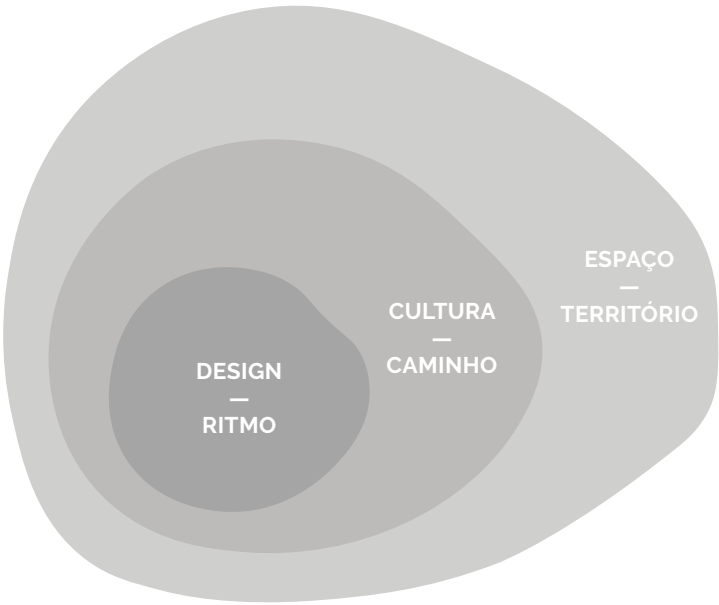 ESPAÇO
—
TERRITÓRIO
CULTURA
—
CAMINHO
DESIGN
—
RITMO